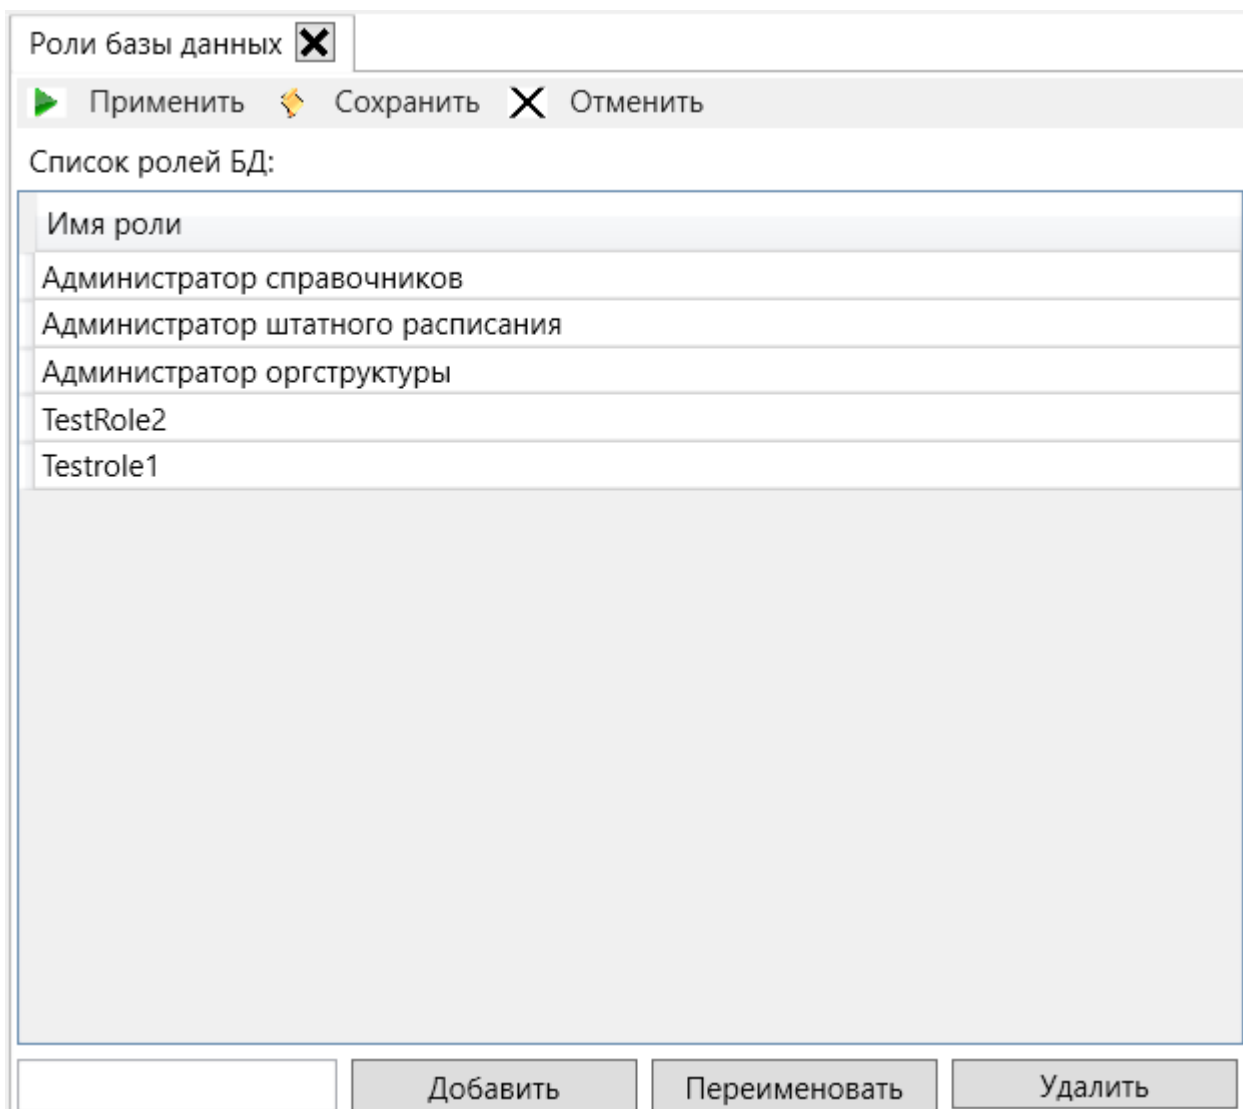 Роли базы данных
Применить Сохранить Отменить
Список ролей БД:
Имя роли
Администратор справочников
Администратор штатного расписания
Администратор оргструктуры
TestRole2
Testrole1
Добавить Переименовать Удалить